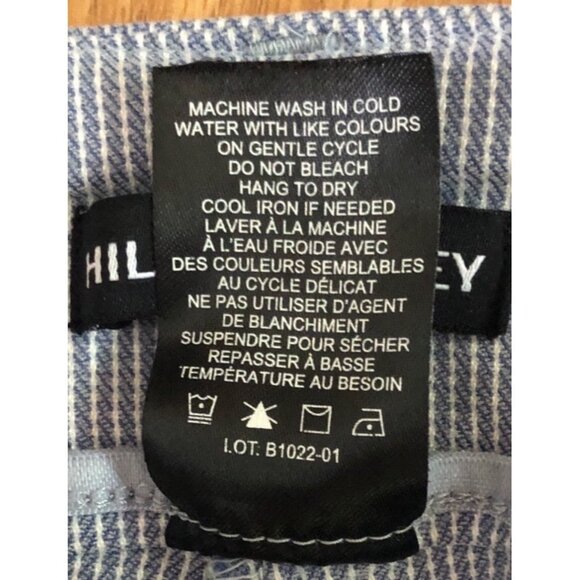 MACHINE WASH IN COLD
WATER WITH LIKE COLOURS
ON GENTLE CYCLE
DO NOT BLEACH
HANG TO DRY
COOL IRON IF NEEDED
LAVER À LA MACHINE
À L'EAU FROIDE AVEC
DES COULEURS SEMBLABLES
AU CYCLE DÉLICAT
NE PAS UTILISER D'AGENT
DE BLANCHIMENT
SUSPENDRE POUR SÉCHER
REPASSER À BASSE
TEMPÉRATURE AU BESOIN
LOT: B1022-01
HIL EY